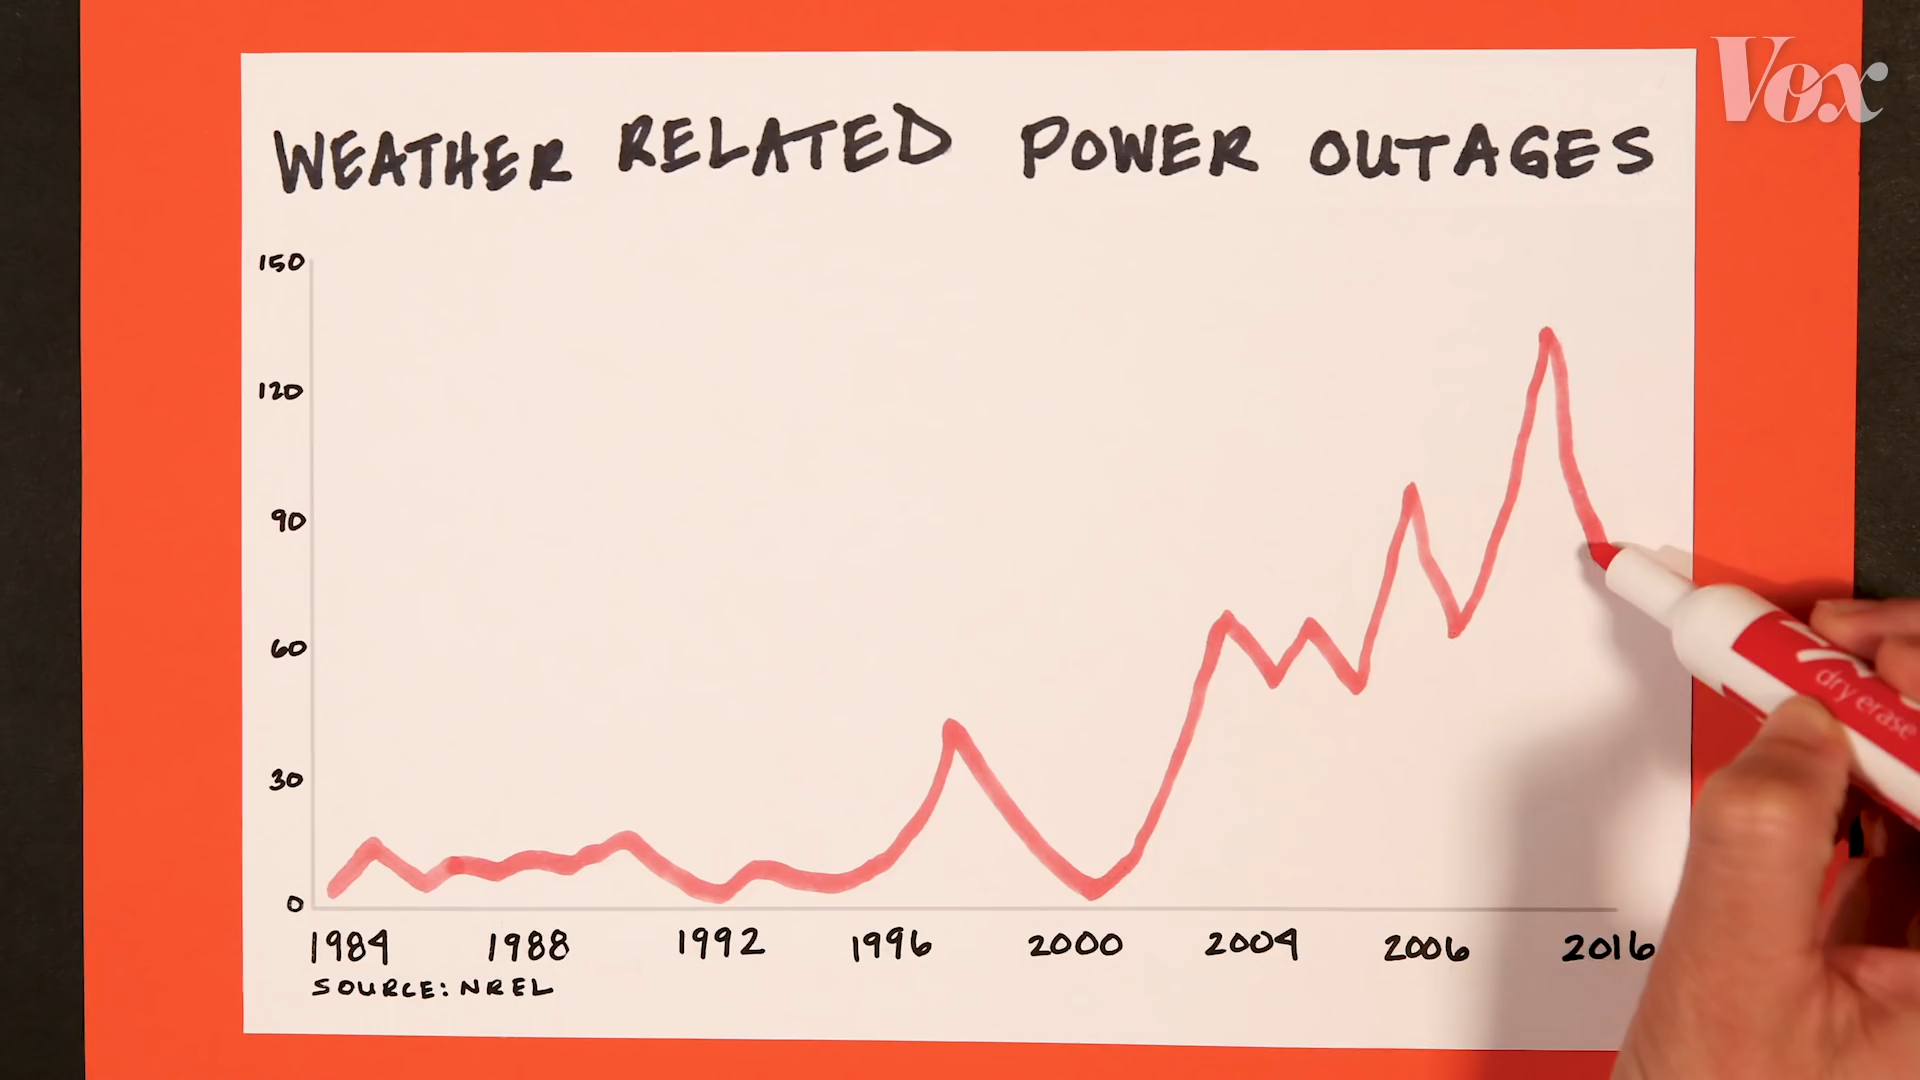 Vox
WEATHER RELATED POWER OUTAGES
150
120
90
60
30
0
1984 1988 1992 1996 2000 2004 2006 2016
SOURCE: NREL
dry erase